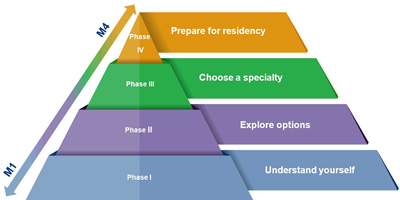 M4
Phase
IV
Prepare for residency
Phase III
Choose a specialty
Phase II
Explore options
M1
Phase I
Understand yourself